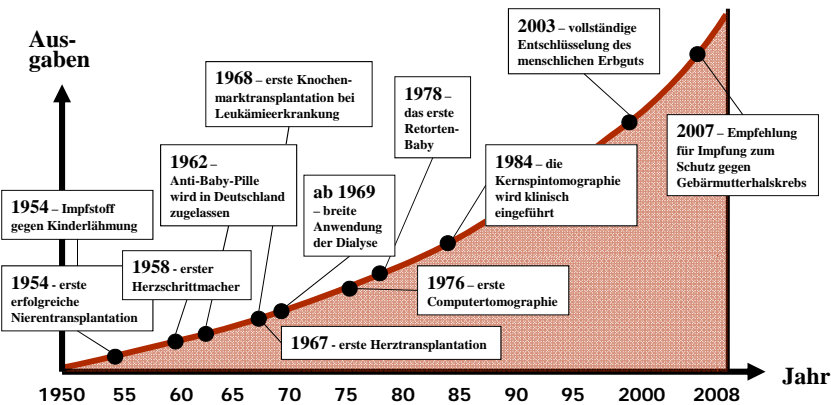 Aus-
gaben
2003 – vollständige
Entschlüsselung des
menschlichen Erbguts
1968 – erste Knochen-
marktransplantation bei
Leukämieerkrankung
1978 –
das erste
Retorten-
Baby
2007 – Empfehlung
für Impfung zum
Schutz gegen
Gebärmutterhalskrebs
1962 –
Anti-Baby-Pille
wird in Deutschland
zugelassen
1984 – die
Kernspintomographie
wird klinisch
eingeführt
ab 1969
– breite
Anwendung
der Dialyse
1954 – Impfstoff
gegen Kinderlähmung
1958 - erster
Herzschrittmacher
1954 - erste
erfolgreiche
Nierentransplantation
1976 – erste
Computertomographie
1967 - erste Herztransplantation
Jahr
1950 55 60 65 70 75 80 85 90 95 2000 2008